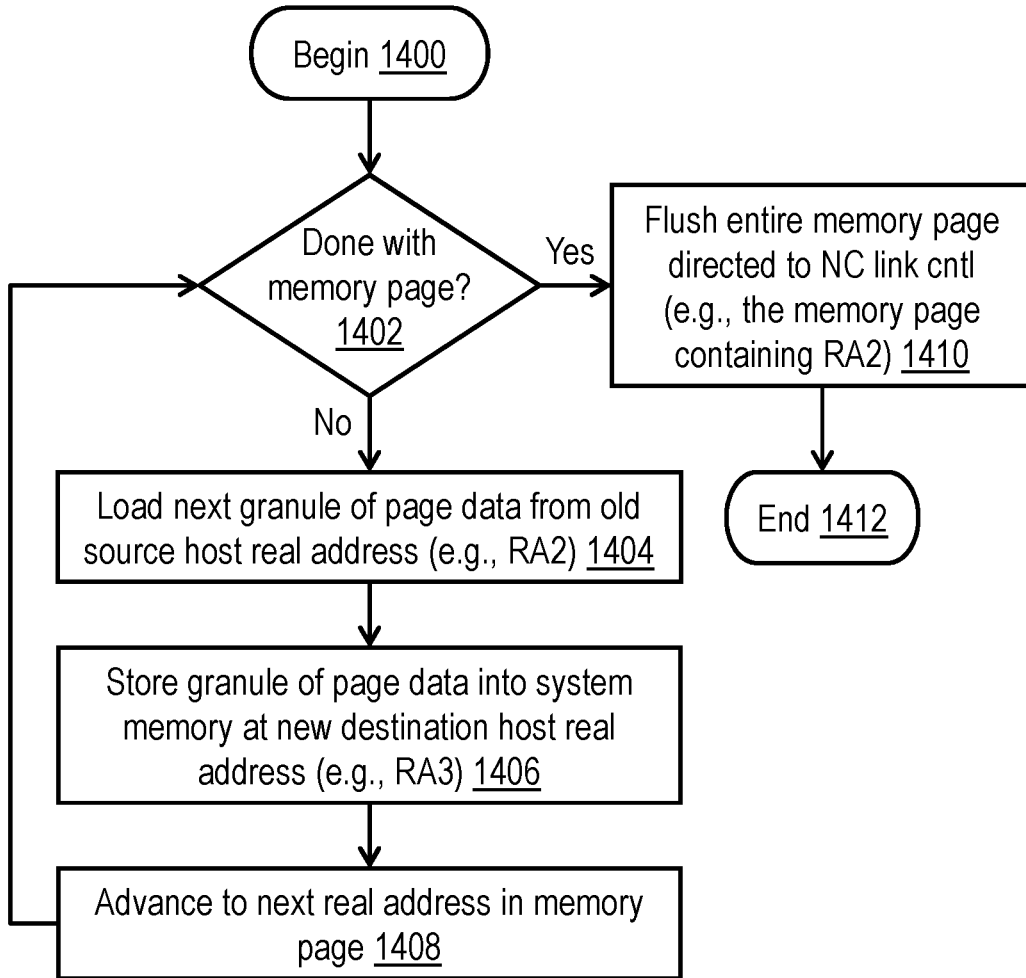 Begin 1400
Done with
memory page?
1402
Yes
No
Flush entire memory page
directed to NC link cntl
(e.g., the memory page
containing RA2) 1410
End 1412
Load next granule of page data from old
source host real address (e.g., RA2) 1404
Store granule of page data into system
memory at new destination host real
address (e.g., RA3) 1406
Advance to next real address in memory
page 1408